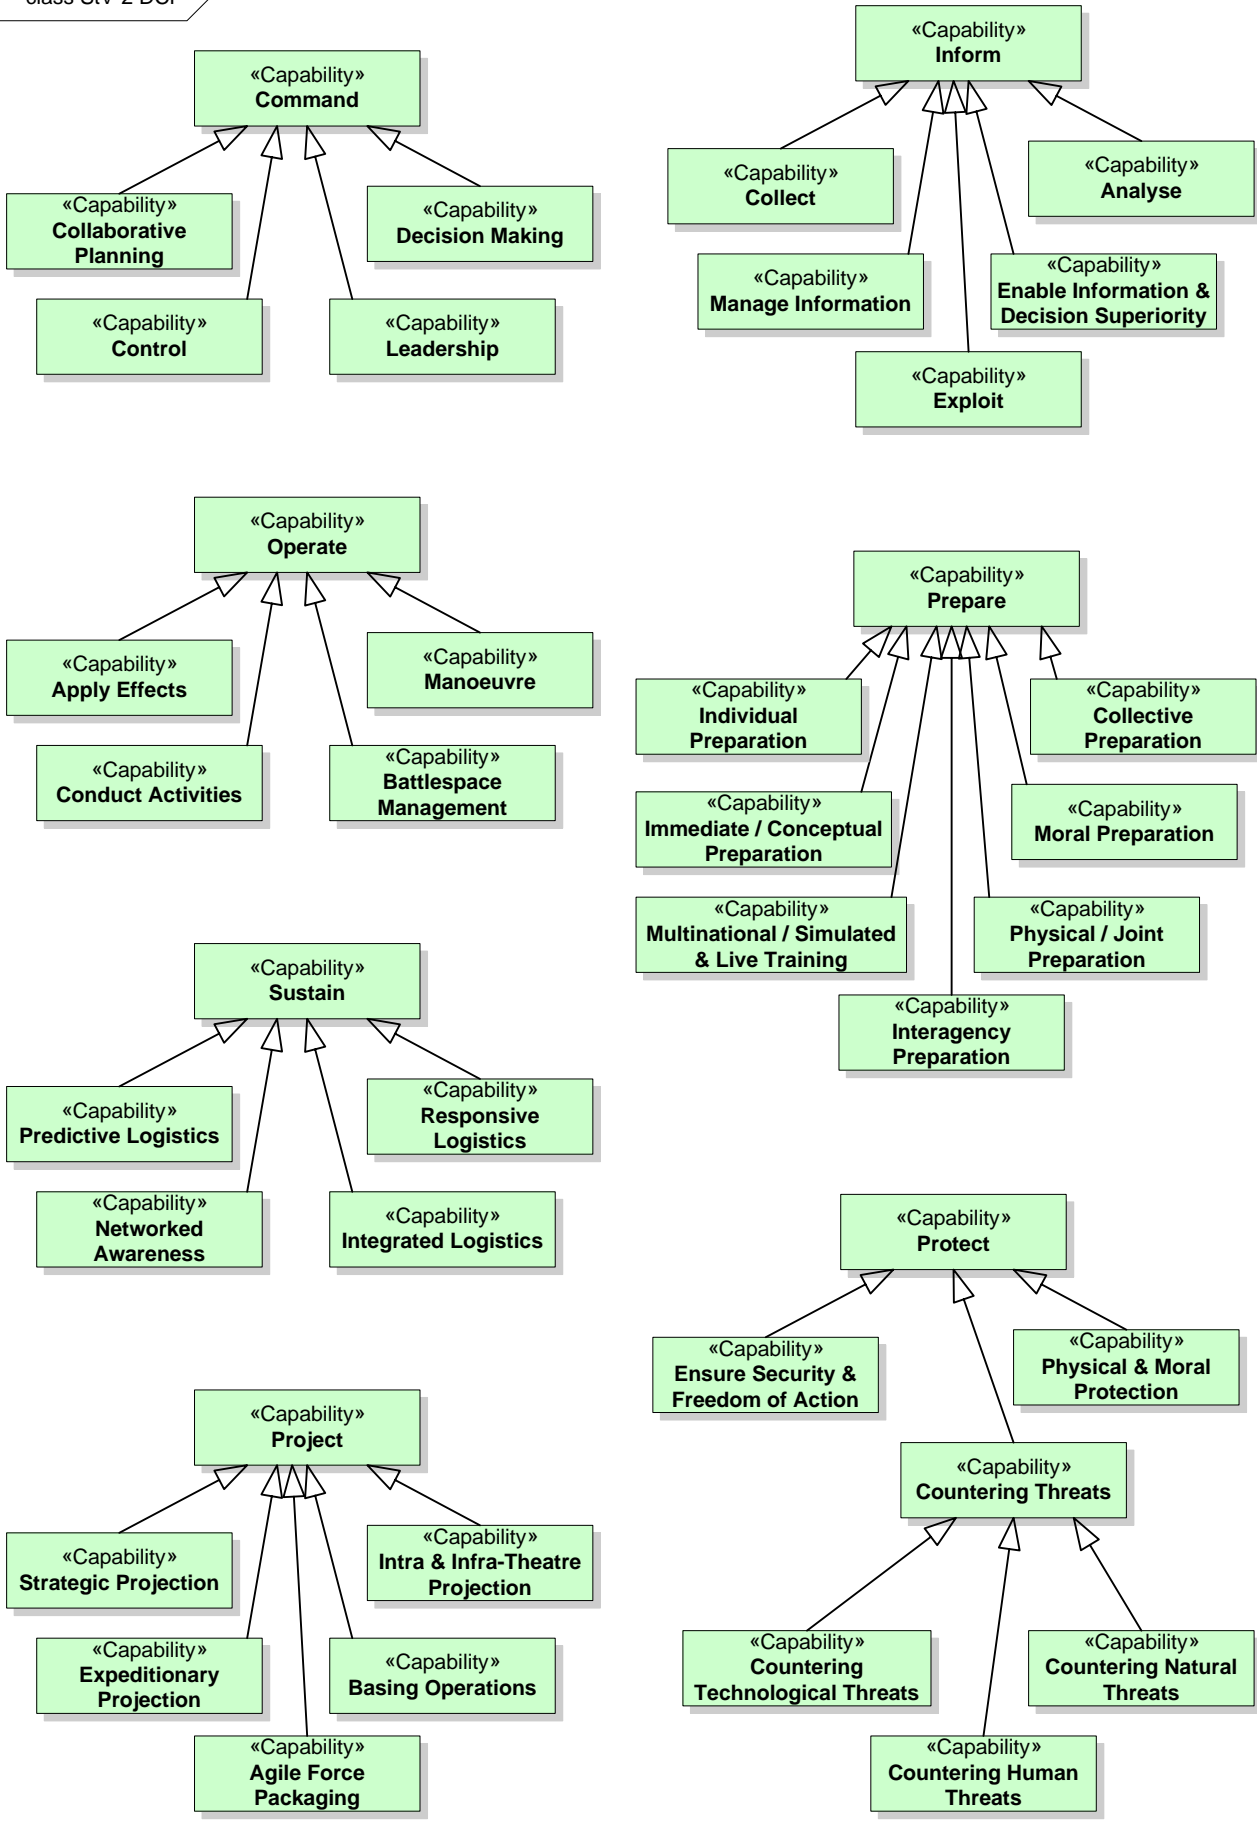 class StV-2 DCF
«Capability»
Command
«Capability»
Collaborative
Planning
«Capability»
Decision Making
«Capability»
Control
«Capability»
Leadership
«Capability»
Inform
«Capability»
Collect
«Capability»
Analyse
«Capability»
Manage Information
«Capability»
Enable Information &
Decision Superiority
«Capability»
Exploit
«Capability»
Operate
«Capability»
Apply Effects
«Capability»
Manoeuvre
«Capability»
Conduct Activities
«Capability»
Battlespace
Management
«Capability»
Prepare
«Capability»
Individual
Preparation
«Capability»
Collective
Preparation
«Capability»
Immediate / Conceptual
Preparation
«Capability»
Moral Preparation
«Capability»
Multinational / Simulated
& Live Training
«Capability»
Physical / Joint
Preparation
«Capability»
Interagency
Preparation
«Capability»
Sustain
«Capability»
Predictive Logistics
«Capability»
Responsive
Logistics
«Capability»
Networked
Awareness
«Capability»
Integrated Logistics
«Capability»
Protect
«Capability»
Ensure Security &
Freedom of Action
«Capability»
Physical & Moral
Protection
«Capability»
Countering Threats
«Capability»
Countering
Technological Threats
«Capability»
Countering Natural
Threats
«Capability»
Countering Human
Threats
«Capability»
Project
«Capability»
Strategic Projection
«Capability»
Intra & Infra-Theatre
Projection
«Capability»
Expeditionary
Projection
«Capability»
Basing Operations
«Capability»
Agile Force
Packaging